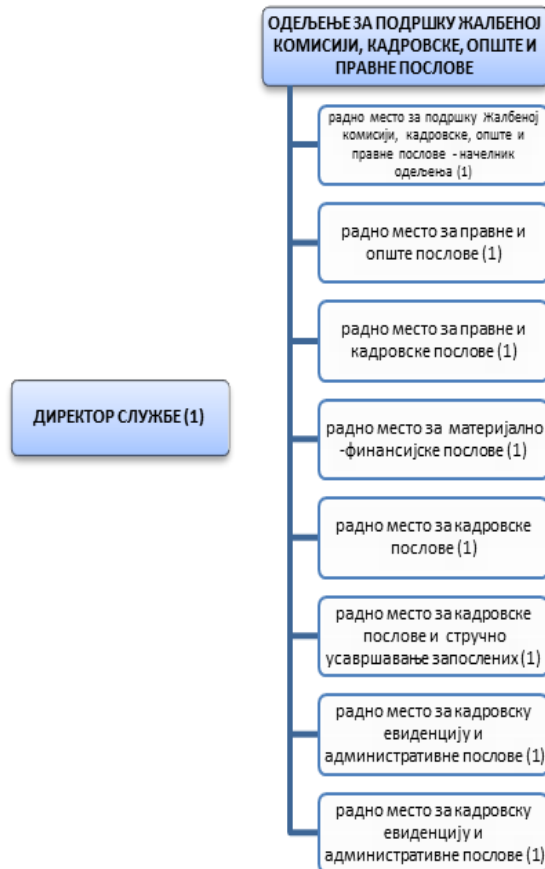 ОДЕЉЕЊЕ ЗА ПОДРШКУ ЖАЛБЕНОЈ
КОМИСИЈИ, КАДРОВСКЕ, ОПШТЕ И
ПРАВНЕ ПОСЛОВЕ
радно место за подршку Жалбеној
комисији, кадровске, опште и
правне послове - начелник
одељења (1)
радно место за правне и
опште послове (1)
радно место за правне и
кадровске послове (1)
ДИРЕКТОР СЛУЖБЕ (1)
радно место за материјално
-финансијске послове (1)
радно место за кадровске
послове (1)
радно место за кадровске
послове и стручно
усавршавање запослених (1)
радно место за кадровску
евиденцију и
административне послове (1)
радно место за кадровску
евиденцију и
административне послове (1)